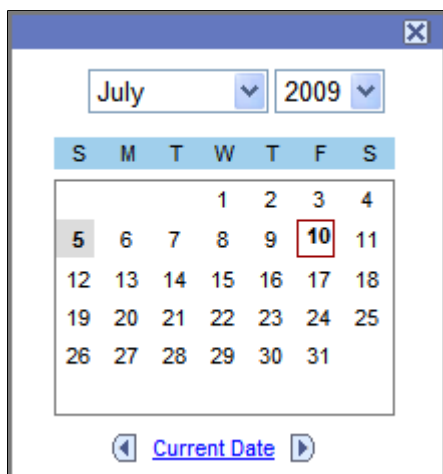 July 2009
S M T W T F S
1 2 3 4
5 6 7 8 9 10 11
12 13 14 15 16 17 18
19 20 21 22 23 24 25
26 27 28 29 30 31
Current Date